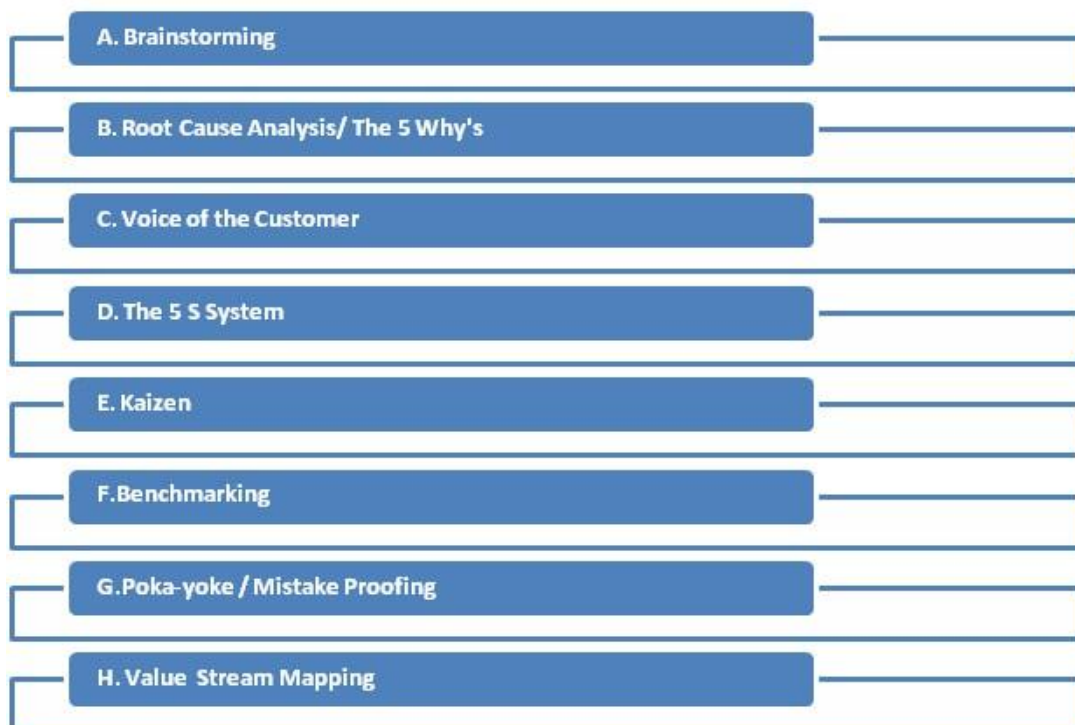 A. Brainstorming
B. Root Cause Analysis/ The 5 Why's
C. Voice of the Customer
D. The 5 S System
E. Kaizen
F.Benchmarking
G.Poka-yoke / Mistake Proofing
H. Value Stream Mapping